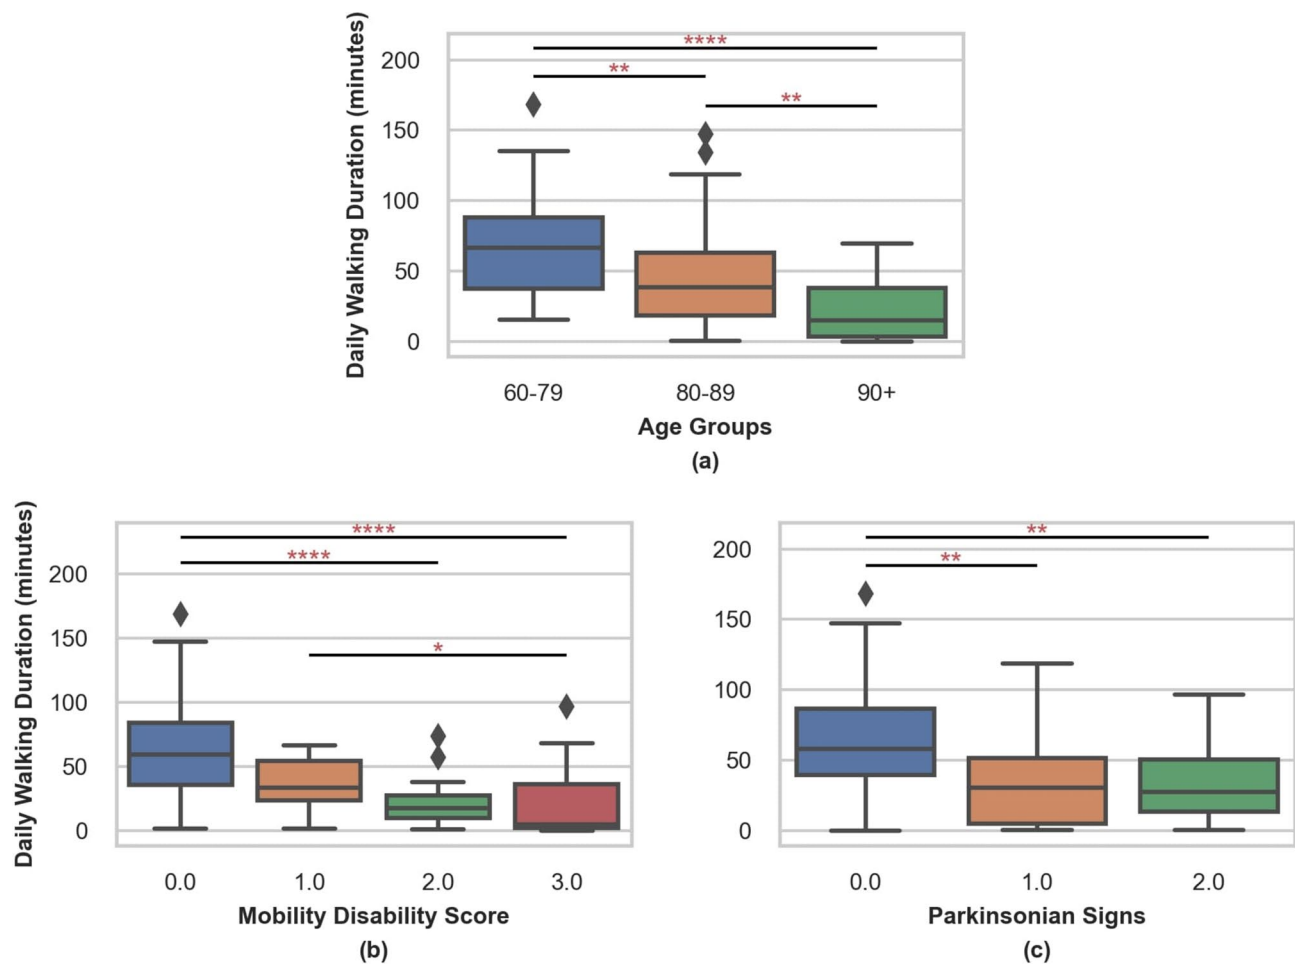 Daily Walking Duration (minutes)
200
150
100
50
0
****
**
**
60-79 80-89 90+
Age Groups
(a)
Daily Walking Duration (minutes)
200
150
100
50
0
****
****
*
0.0 1.0 2.0 3.0
Mobility Disability Score
(b)
200
150
100
50
0
**
**
0.0 1.0 2.0
Parkinsonian Signs
(c)